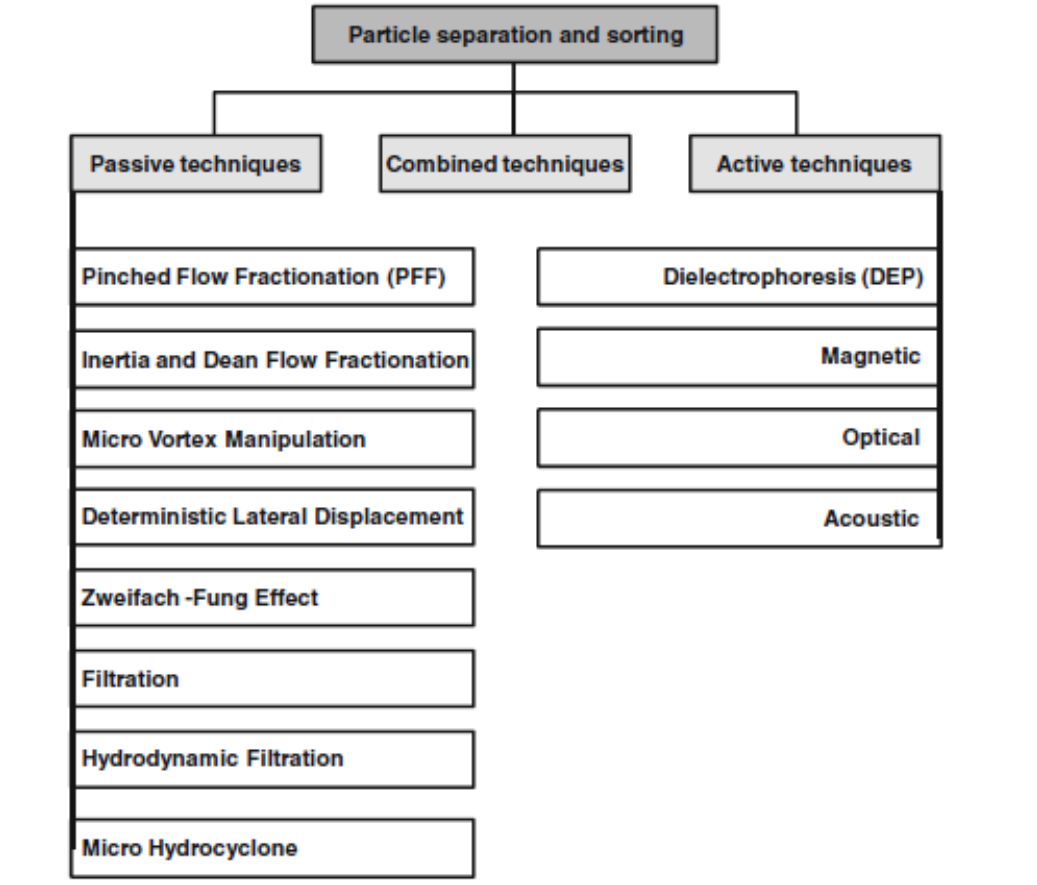 Particle separation and sorting
Passive techniques
Combined techniques
Active techniques
Pinched Flow Fractionation (PFF)
Inertia and Dean Flow Fractionation
Micro Vortex Manipulation
Deterministic Lateral Displacement
Zweifach -Fung Effect
Filtration
Hydrodynamic Filtration
Micro Hydrocyclone
Dielectrophoresis (DEP)
Magnetic
Optical
Acoustic